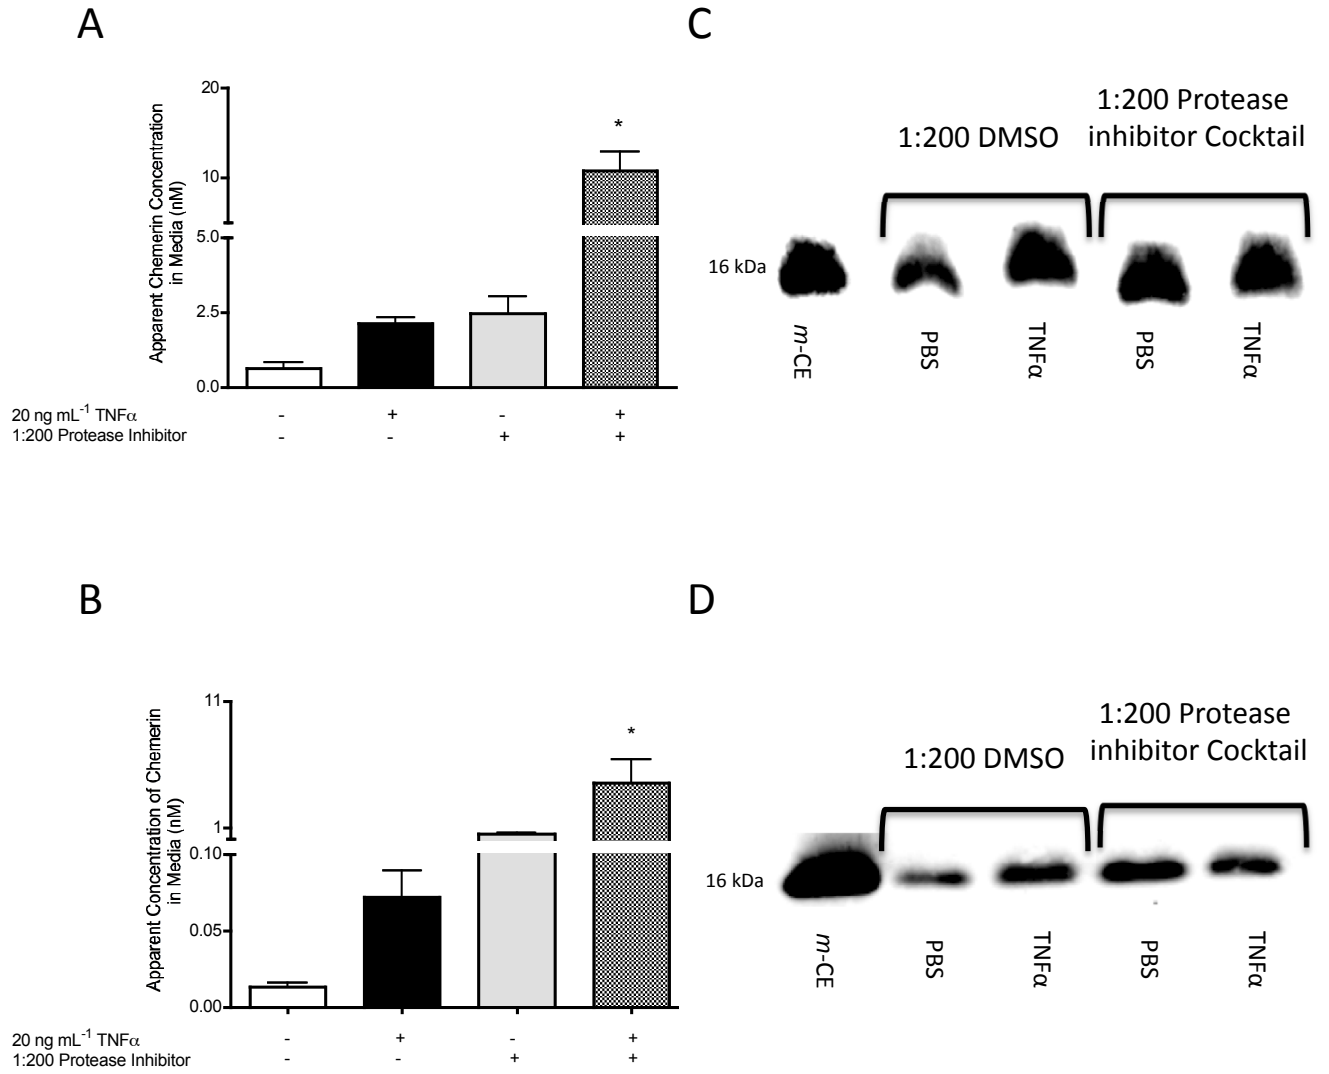 A
20
10
5.0
2.5
0.0
Apparent Chemerin Concentration
in Media (nM)
*
20 ng mL-1 TNFα - + - +
1:200 Protease Inhibitor - - + +
C
1:200 DMSO
1:200 Protease
inhibitor Cocktail
16 kDa
m-CE
PBS
TNFα
PBS
TNFα
B
11
1
0.10
0.05
0.00
Apparent Concentration of Chemerin
in Media (nM)
*
20 ng mL-1 TNFα - + - +
1:200 Protease Inhibitor - - + +
D
1:200 DMSO
1:200 Protease
inhibitor Cocktail
16 kDa
m-CE
PBS
TNFα
PBS
TNFα